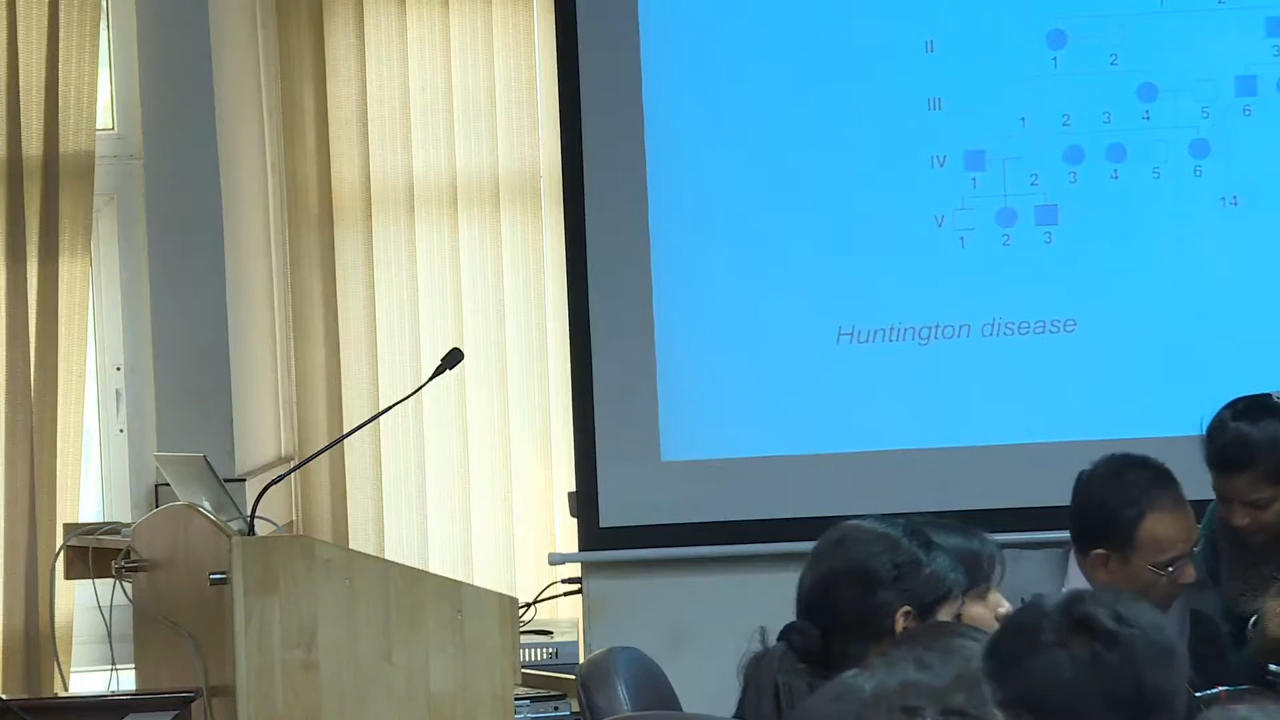 II
1 2 3
III
4 5 6
1 2 3
IV
1 2 3 4 5 6
14
V
1 2 3
Huntington disease